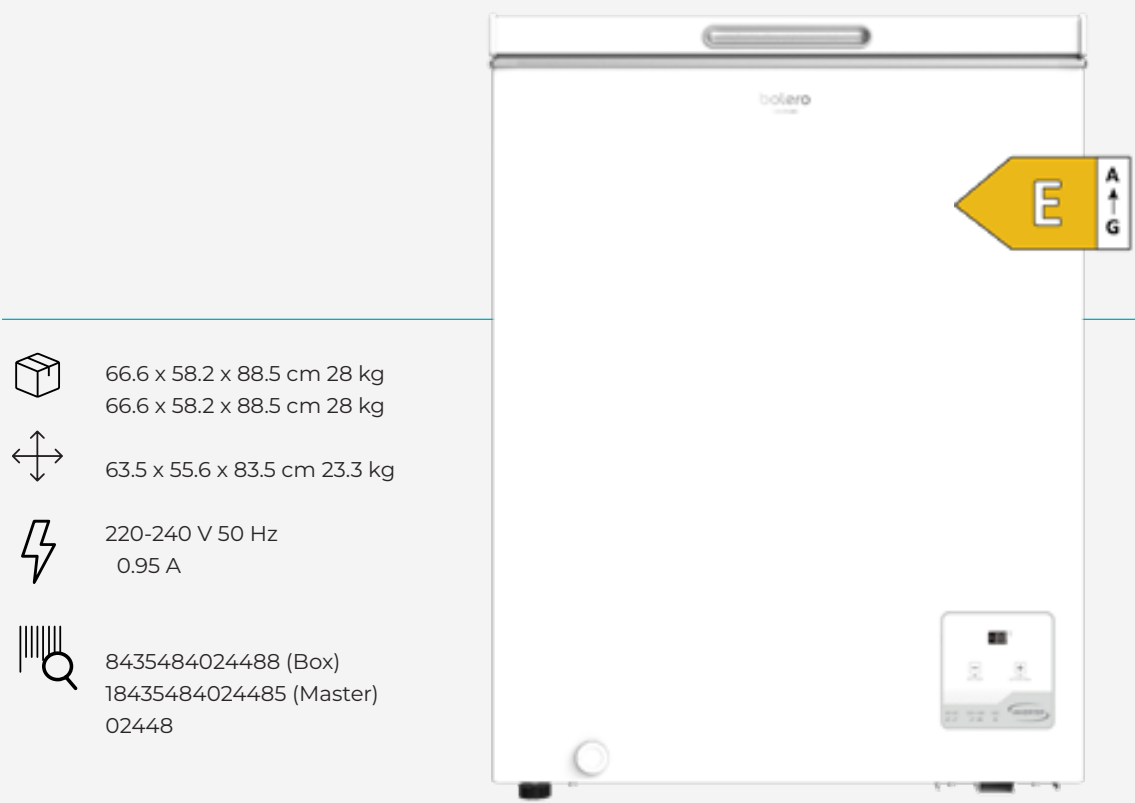 bolero
E
A
G
66.6 x 58.2 x 88.5 cm 28 kg
66.6 x 58.2 x 88.5 cm 28 kg
63.5 x 55.6 x 83.5 cm 23.3 kg
220-240 V 50 Hz
0.95 A
8435484024488 (Box)
18435484024485 (Master)
02448
INVERTER